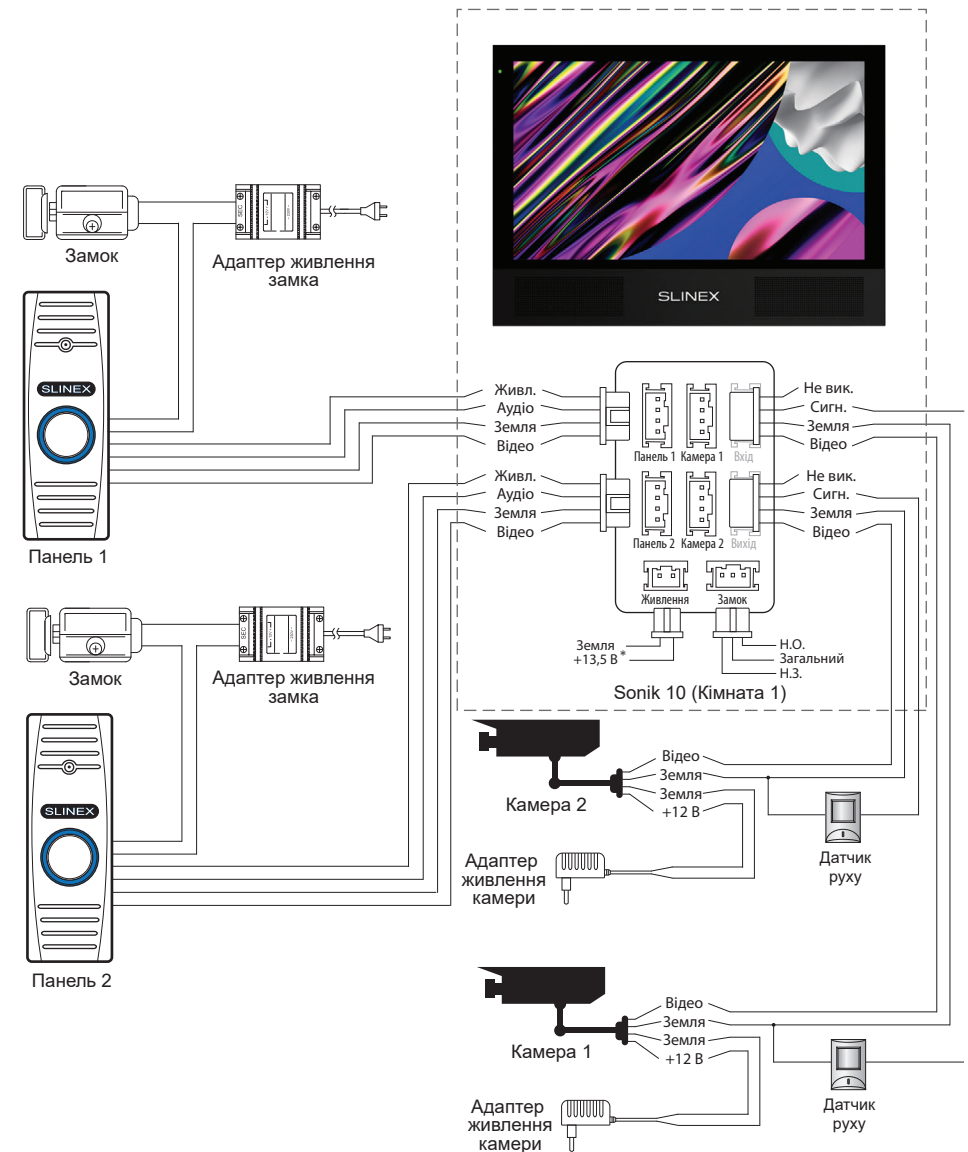 SLINEX
SEC
Замок
Адаптер живлення
замка
SLINEX
Панель 1
Живл.
Аудіо
Земля
Відео
Панель 1
Камера 1
Вхід
Не вик.
Сигн.
Земля
Відео
Живл.
Аудіо
Земля
Відео
Панель 2
Камера 2
Вихід
Не вик.
Сигн.
Земля
Відео
Живлення
Замок
Земля
+13,5 В*
Н.О.
Загальний
Н.З.
Sonik 10 (Кімната 1)
SEC
Замок
Адаптер живлення
замка
SLINEX
Панель 2
Відео
Земля
Земля
+12 В
Камера 2
Адаптер
живлення
камери
Датчик
руху
Відео
Земля
Земля
+12 В
Камера 1
Адаптер
живлення
камери
Датчик
руху